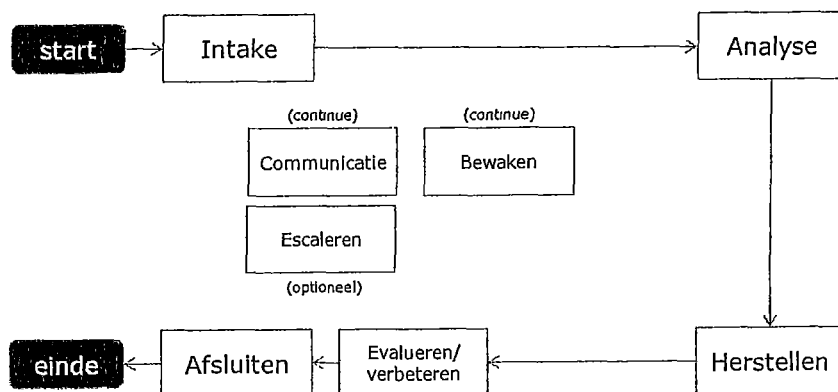 start
Intake
Analyse
(continue)
(continue)
Communicatie
Bewaken
Escaleren
(optioneel)
einde
Afsluiten
Evalueren/
verbeteren
Herstellen